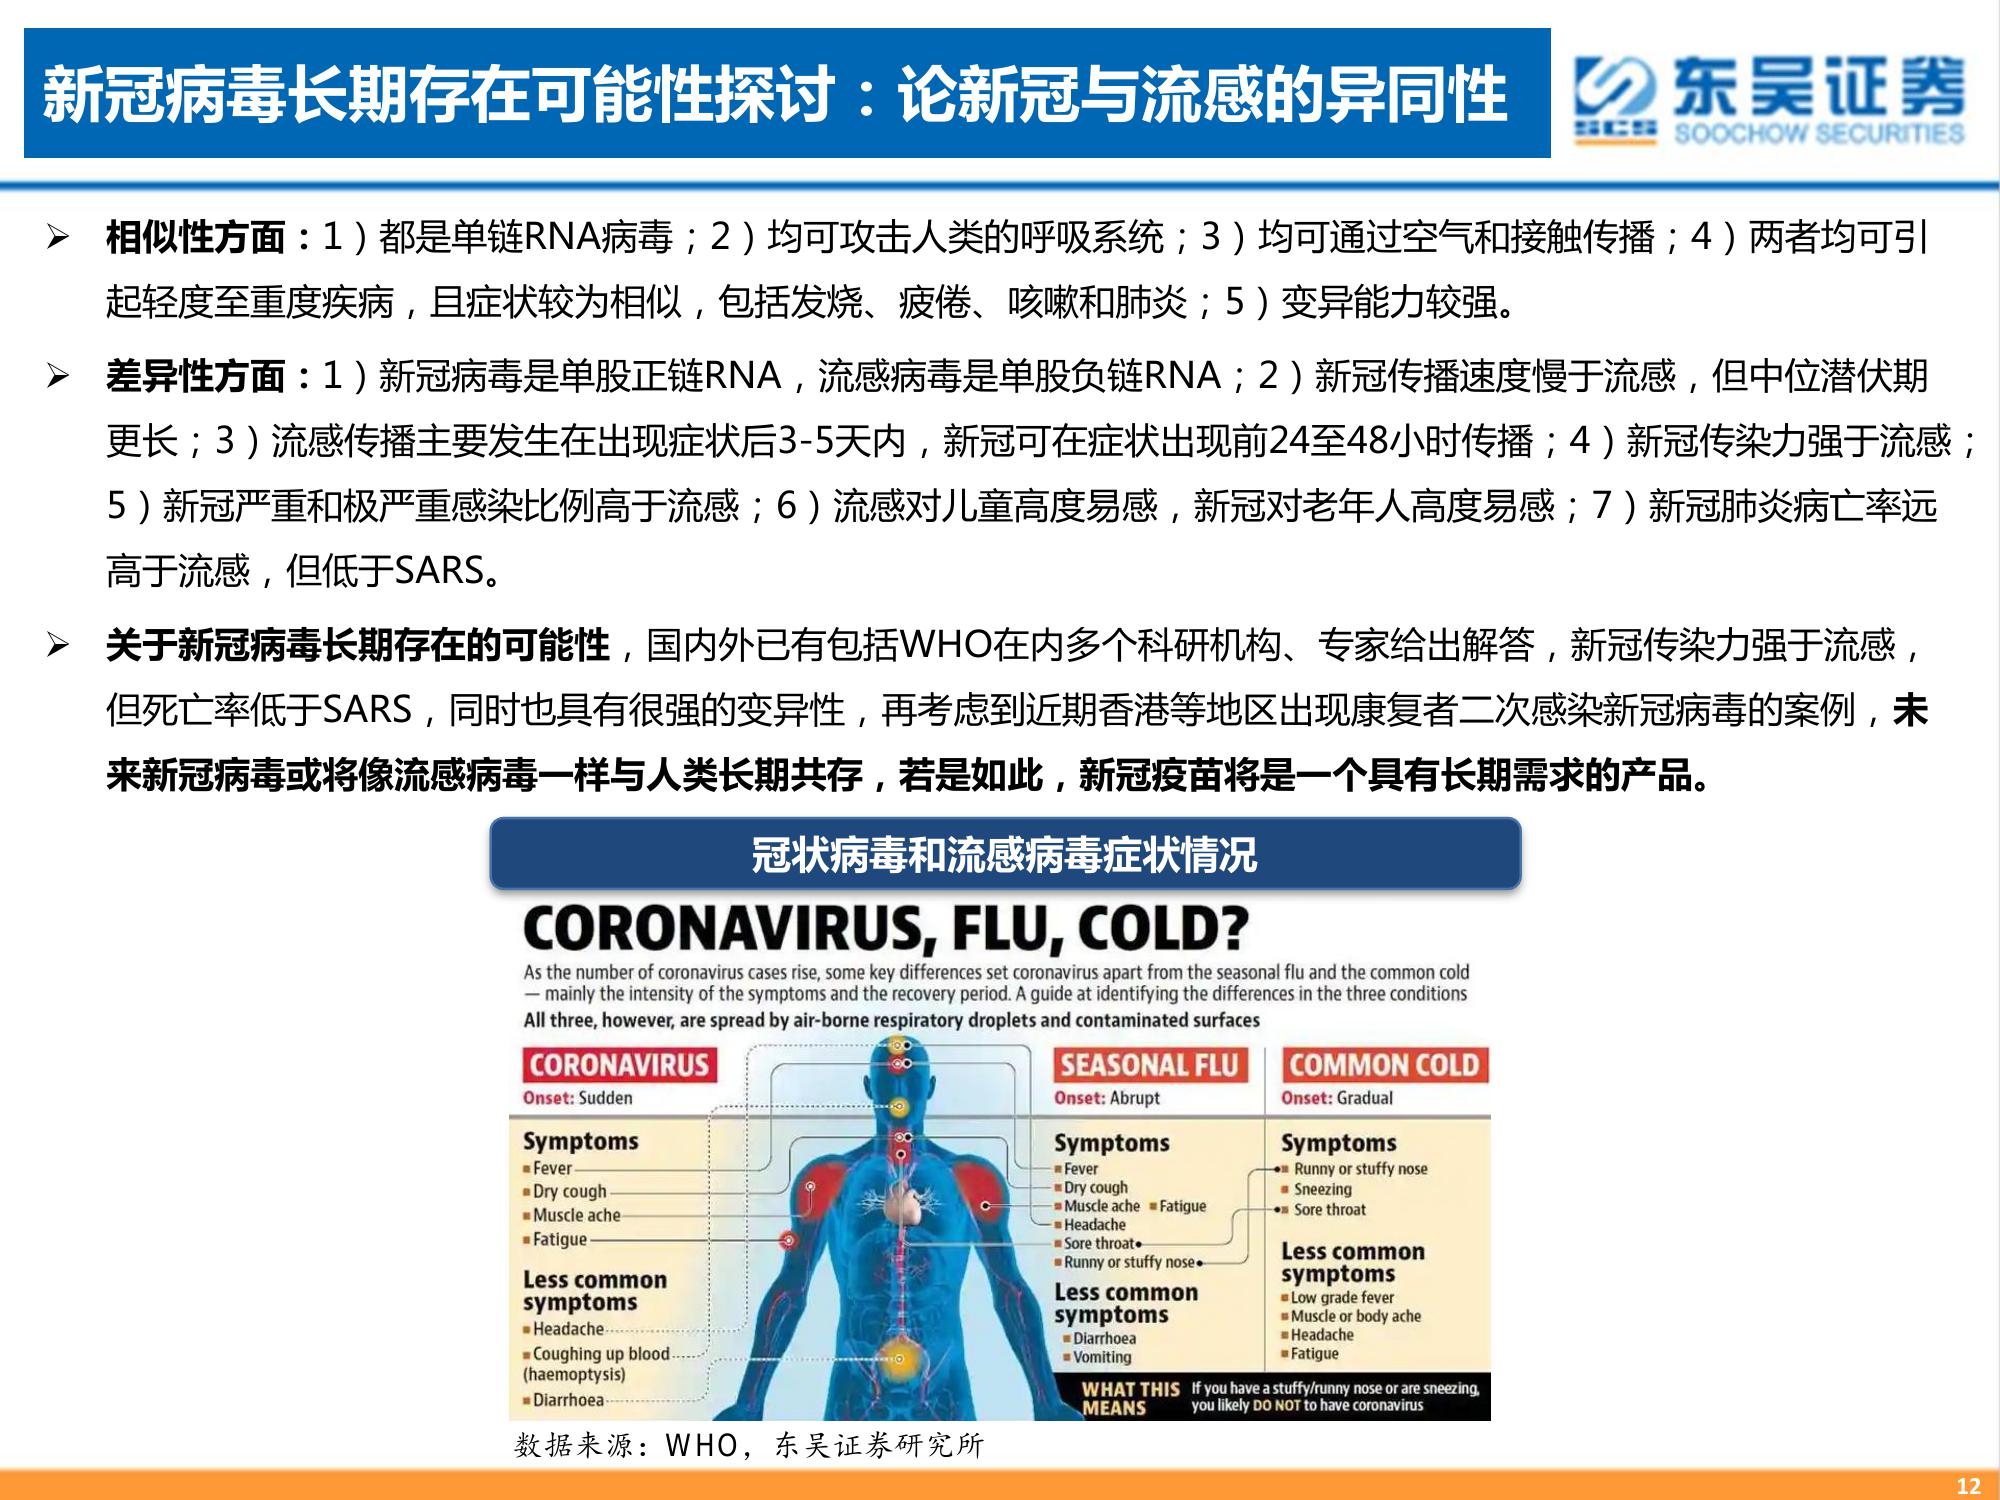 新冠病毒长期存在可能性探讨：论新冠与流感的异同性
东吴证券
SCS
SOOCHOW SECURITIES
➢ 相似性方面：1）都是单链RNA病毒；2）均可攻击人类的呼吸系统；3）均可通过空气和接触传播；4）两者均可引
起轻度至重度疾病，且症状较为相似，包括发烧、疲倦、咳嗽和肺炎；5）变异能力较强。
➢ 差异性方面：1）新冠病毒是单股正链RNA，流感病毒是单股负链RNA；2）新冠传播速度慢于流感，但中位潜伏期
更长；3）流感传播主要发生在出现症状后3-5天内，新冠可在症状出现前24至48小时传播；4）新冠传染力强于流感；
5）新冠严重和极严重感染比例高于流感；6）流感对儿童高度易感，新冠对老年人高度易感；7）新冠肺炎病亡率远
高于流感，但低于SARS。
➢ 关于新冠病毒长期存在的可能性，国内外已有包括WHO在内多个科研机构、专家给出解答，新冠传染力强于流感，
但死亡率低于SARS，同时也具有很强的变异性，再考虑到近期香港等地区出现康复者二次感染新冠病毒的案例，未
来新冠病毒或将像流感病毒一样与人类长期共存，若是如此，新冠疫苗将是一个具有长期需求的产品。
冠状病毒和流感病毒症状情况
CORONAVIRUS, FLU, COLD?
As the number of coronavirus cases rise, some key differences set coronavirus apart from the seasonal flu and the common cold
— mainly the intensity of the symptoms and the recovery period. A guide at identifying the differences in the three conditions
All three, however, are spread by air-borne respiratory droplets and contaminated surfaces
CORONAVIRUS
Onset: Sudden
Symptoms
Fever
Dry cough
Muscle ache
Fatigue
Less common
symptoms
Headache
Coughing up blood
(haemoptysis)
Diarrhoea
SEASONAL FLU
Onset: Abrupt
Symptoms
Fever
Dry cough
Muscle ache Fatigue
Headache
Sore throat
Runny or stuffy nose
Less common
symptoms
Diarrhoea
Vomiting
COMMON COLD
Onset: Gradual
Symptoms
Runny or stuffy nose
Sneezing
Sore throat
Less common
symptoms
Low grade fever
Muscle or body ache
Headache
Fatigue
WHAT THIS
MEANS
If you have a stuffy/runny nose or are sneezing,
you likely DO NOT to have coronavirus
数据来源：WHO，东吴证券研究所
12